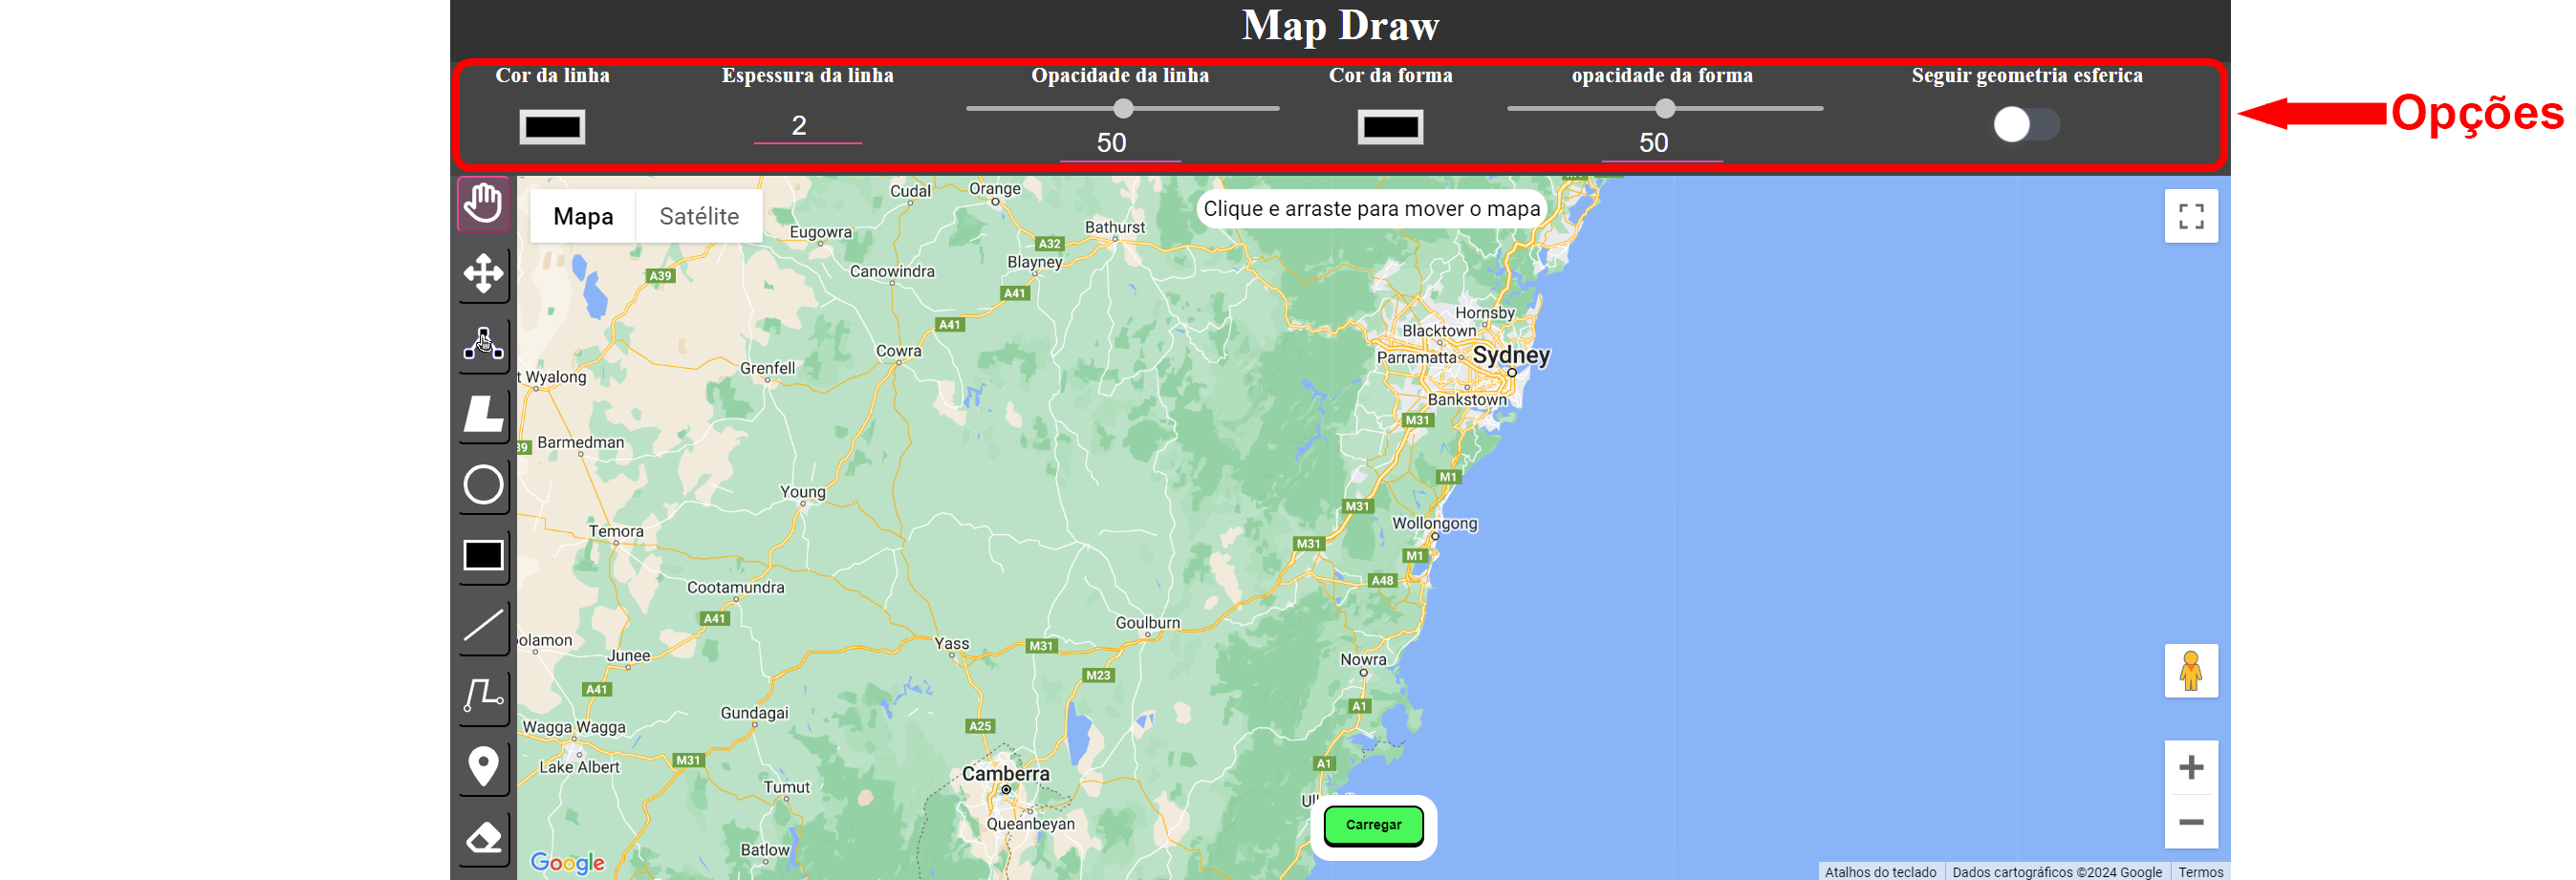 Map Draw
Cor da linha
Espessura da linha
Opacidade da linha
Cor da forma
opacidade da forma
Seguir geometria esferica
2
50
50
Opções
Mapa
Satélite
Clique e arraste para mover o mapa
Cudal
Orange
Bathurst
Eugowra
A32
Blayney
Canowindra
A39
A41
A41
Hornsby
Blacktown
Cowra
Parramatta
Sydney
Grenfell
t Wyalong
Bankstown
M31
Barmedman
39
M1
Young
M31
Wollongong
Temora
M31
M1
A48
Cootamundra
A41
Goulburn
olamon
Yass
M31
Junee
Nowra
M23
A41
A1
Gundagai
Wagga Wagga
A25
M31
A1
Lake Albert
Camberra
Tumut
Queanbeyan
Carregar
Batlow
Google
Atalhos do teclado
Dados cartográficos ©2024 Google
Termos